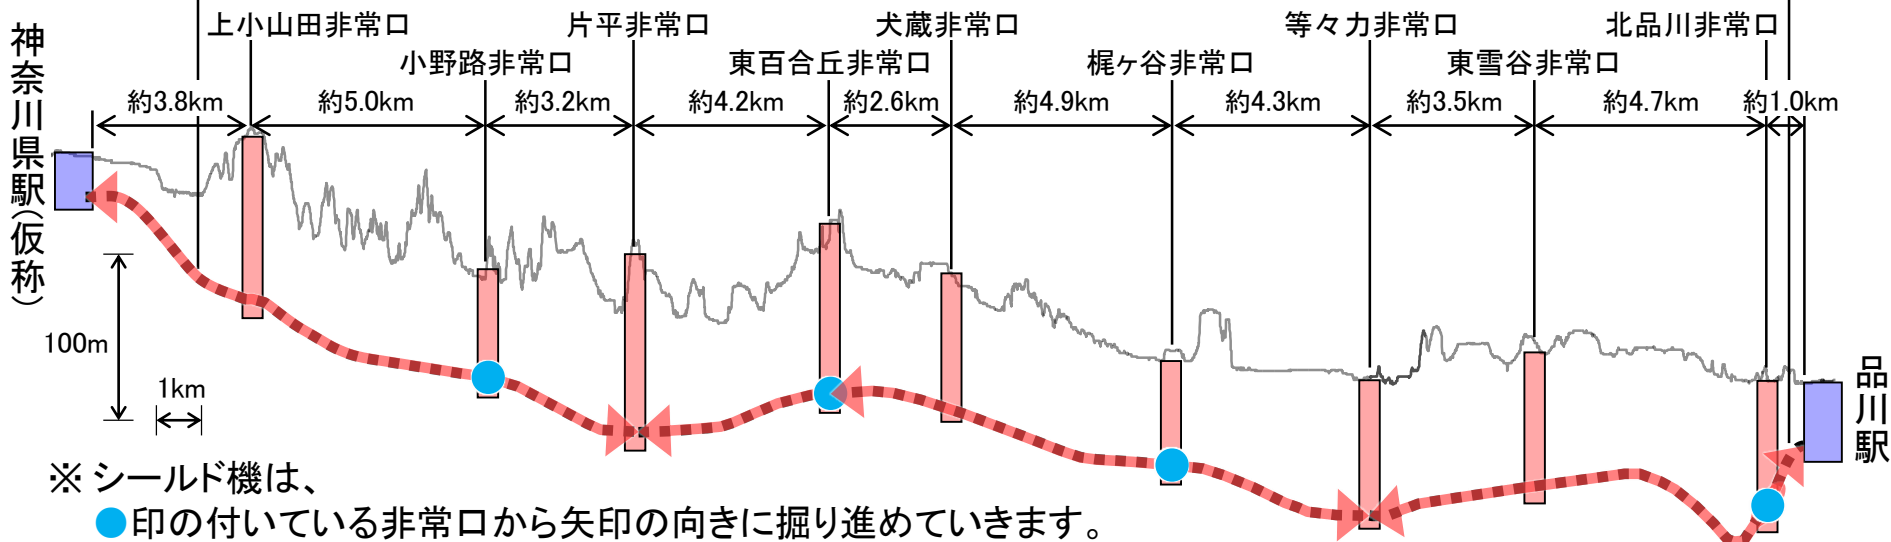 上小山田非常口
片平非常口
犬蔵非常口
等々力非常口
北品川非常口
小野路非常口
東百合丘非常口
梶ヶ谷非常口
東雪谷非常口
約3.8km
約5.0km
約3.2km
約4.2km
約2.6km
約4.9km
約4.3km
約3.5km
約4.7km
約1.0km
神奈川県駅(仮称)
100m
1km
品川駅
※ シールド機は、
●印の付いている非常口から矢印の向きに掘り進めていきます。